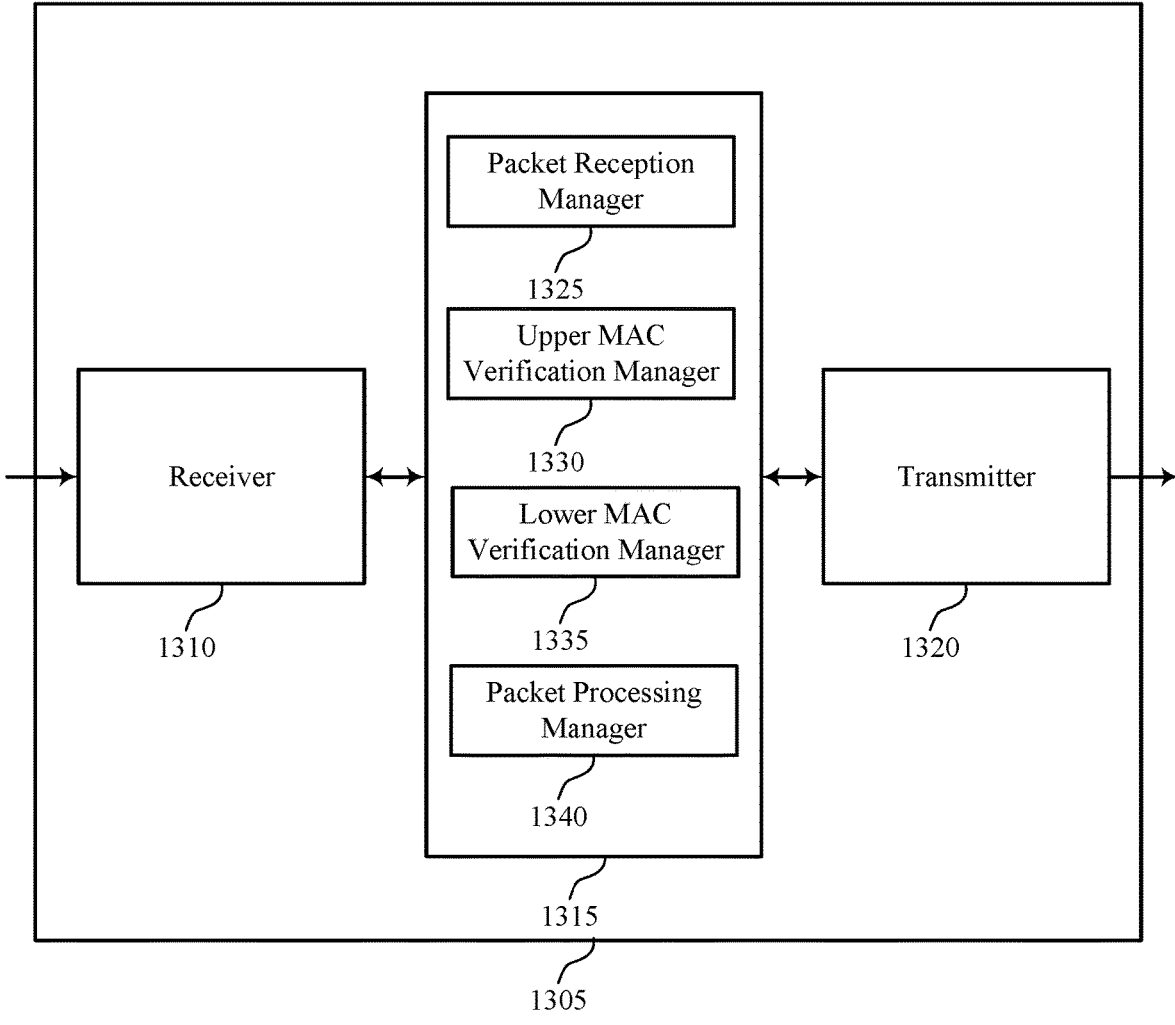 Packet Reception
Manager
1325
Upper MAC
Verification Manager
1330
Receiver
1310
Lower MAC
Verification Manager
1335
Packet Processing
Manager
1340
1315
Transmitter
1320
1305